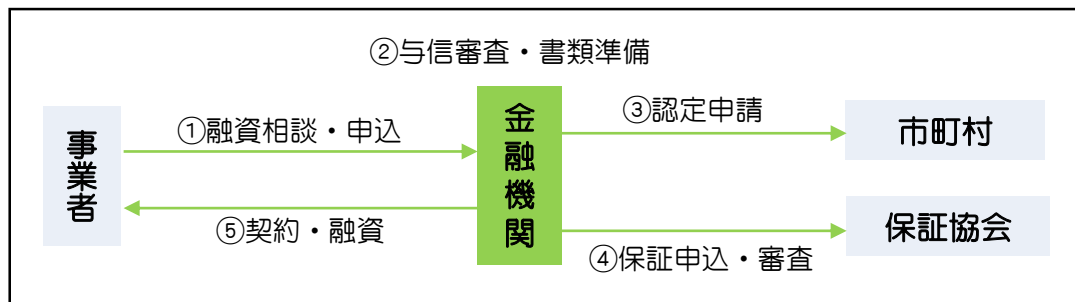 ②与信審査・書類準備
事業者
①融資相談・申込
⑤契約・融資
金融機関
③認定申請
④保証申込・審査
市町村
保証協会